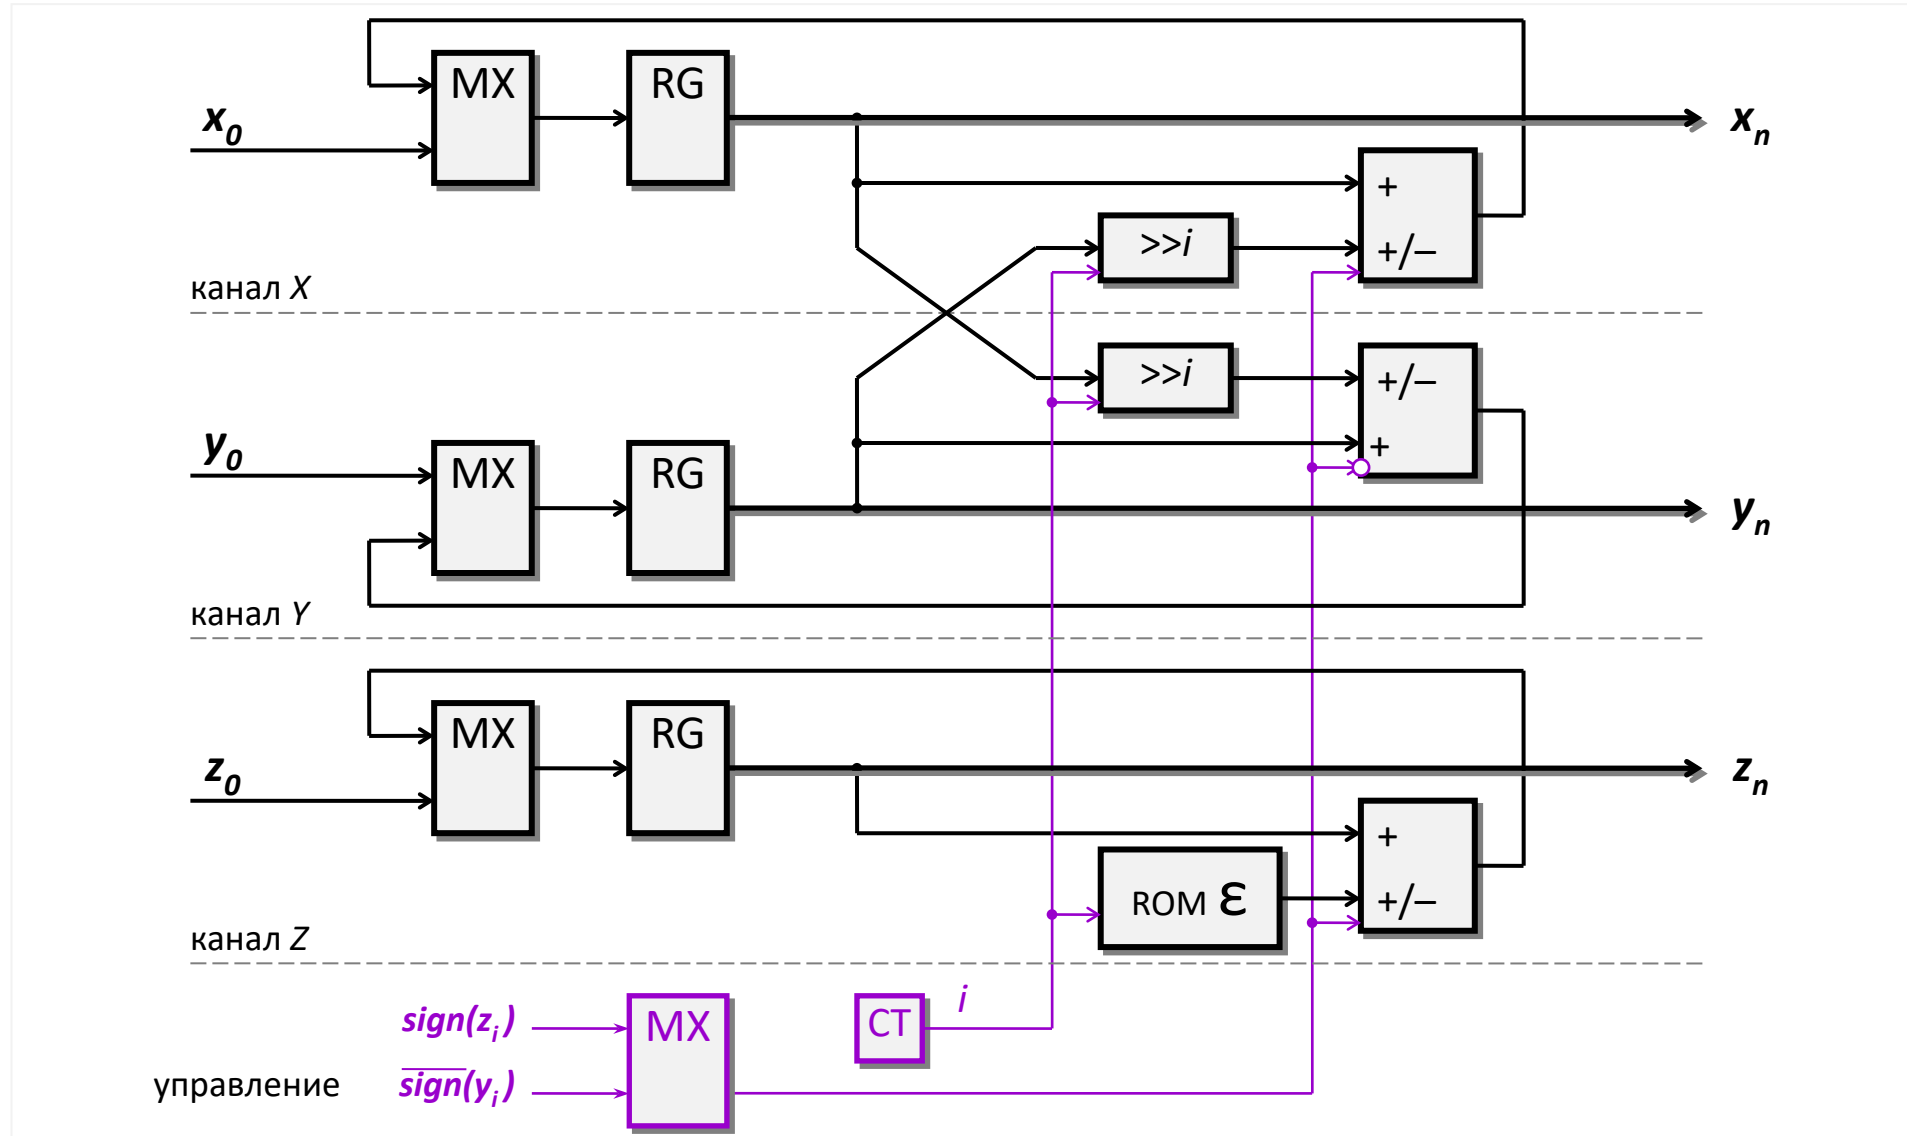 MX
RG
x0
xn
+
>>i
+/–
канал X
>>i
+/–
y0
MX
RG
+
yn
канал Y
MX
RG
z0
zn
+
ROM ε
+/–
канал Z
sign(zi)
MX
CT
i
управление
s̅i̅g̅n̅(yi)